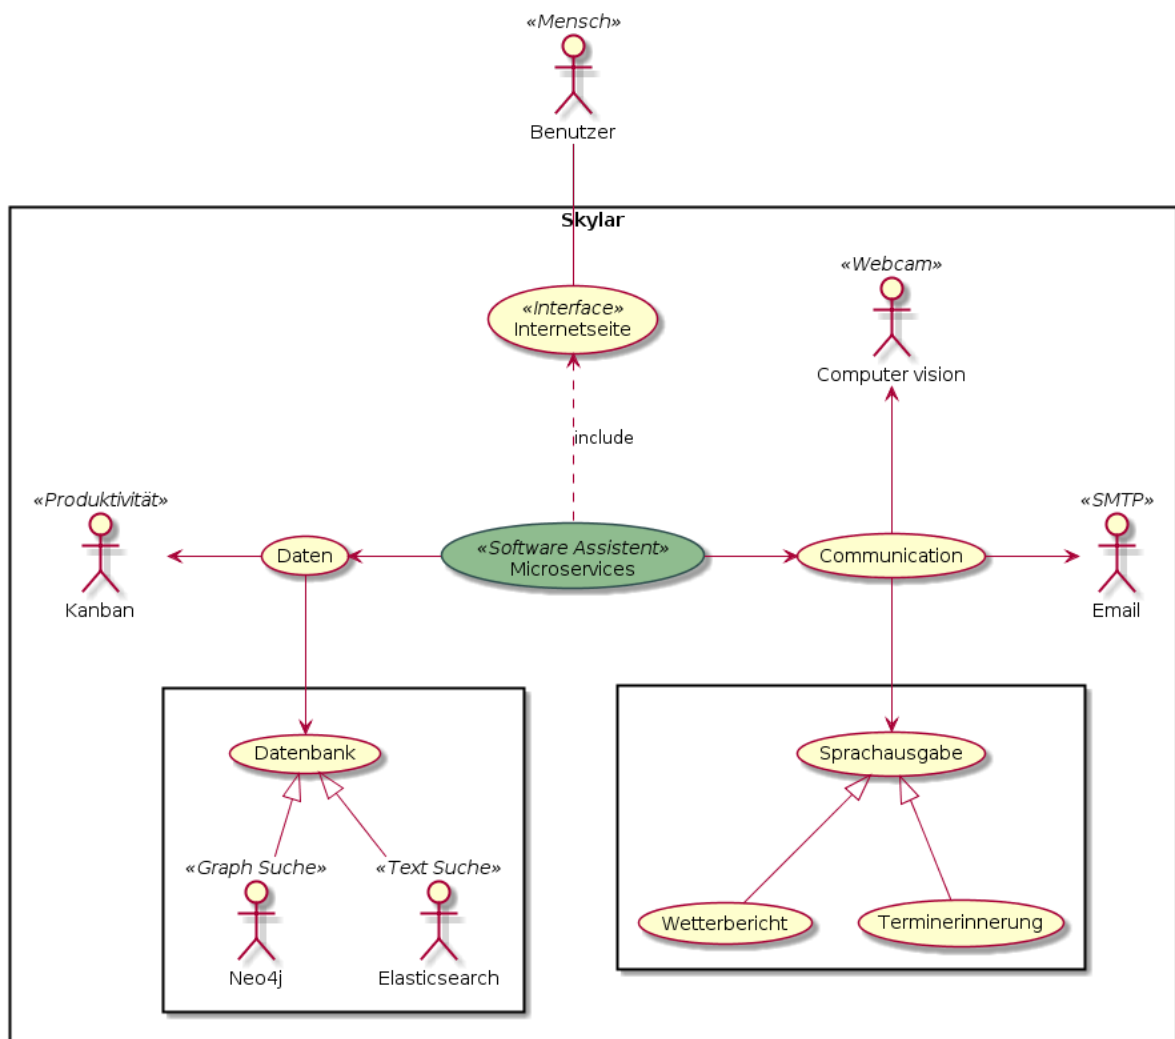 «Mensch»
Benutzer
Skylar
«Webcam»
Computer vision
«Interface»
Internetseite
include
«Produktivität»
Kanban
Daten
«Software Assistent»
Microservices
Communication
«SMTP»
Email
Datenbank
Sprachausgabe
«Graph Suche»
Neo4j
«Text Suche»
Elasticsearch
Wetterbericht
Terminerinnerung